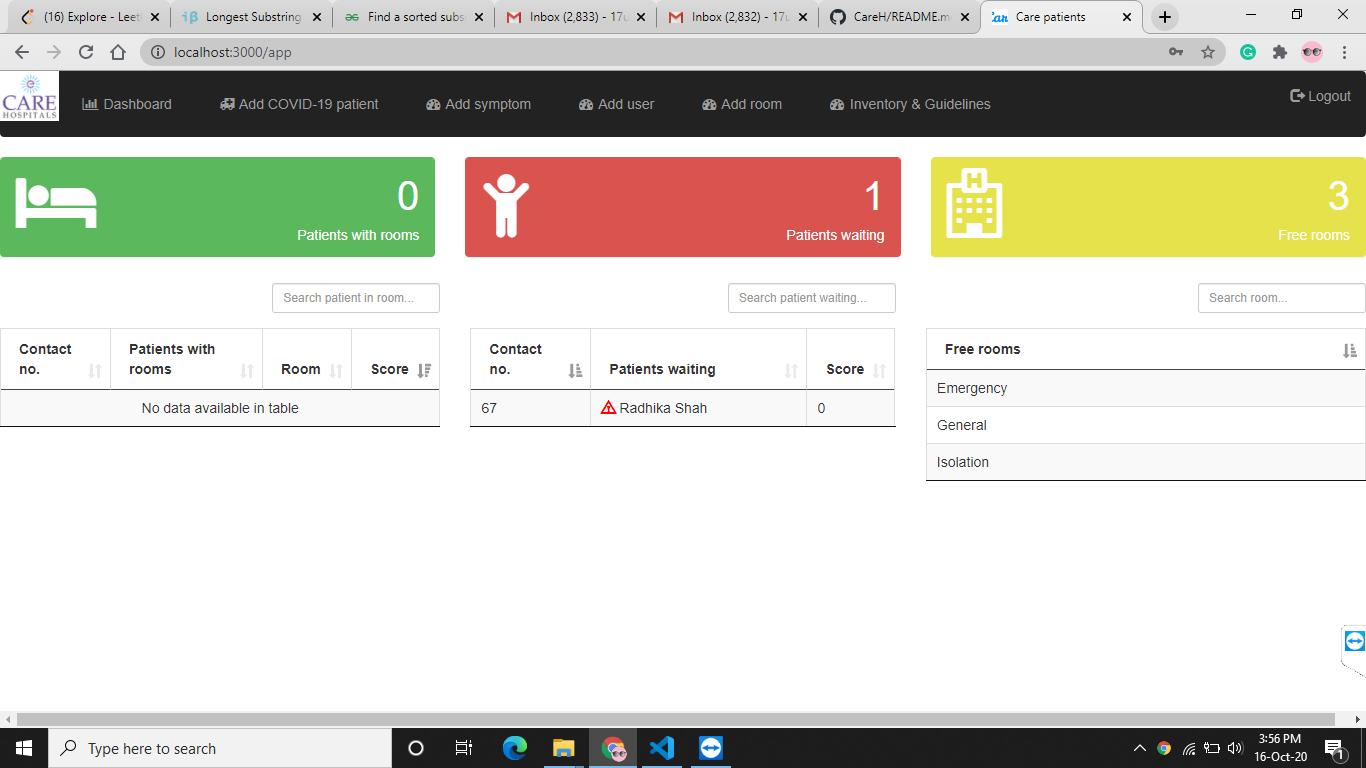 (16) Explore - Leet
Longest Substring
Find a sorted subs
Inbox (2,833) - 17u
Inbox (2,832) - 17u
CareH/README.m
Care patients
localhost:3000/app
CARE
HOSPITALS
Dashboard
Add COVID-19 patient
Add symptom
Add user
Add room
Inventory & Guidelines
Logout
0
Patients with rooms
1
Patients waiting
3
Free rooms
Search patient in room...
Search patient waiting...
Search room...
Contact no.
Patients with rooms
Room
Score
No data available in table
Contact no.
Patients waiting
Score
67
Radhika Shah
0
Free rooms
Emergency
General
Isolation
Type here to search
3:56 PM
16-Oct-20
1